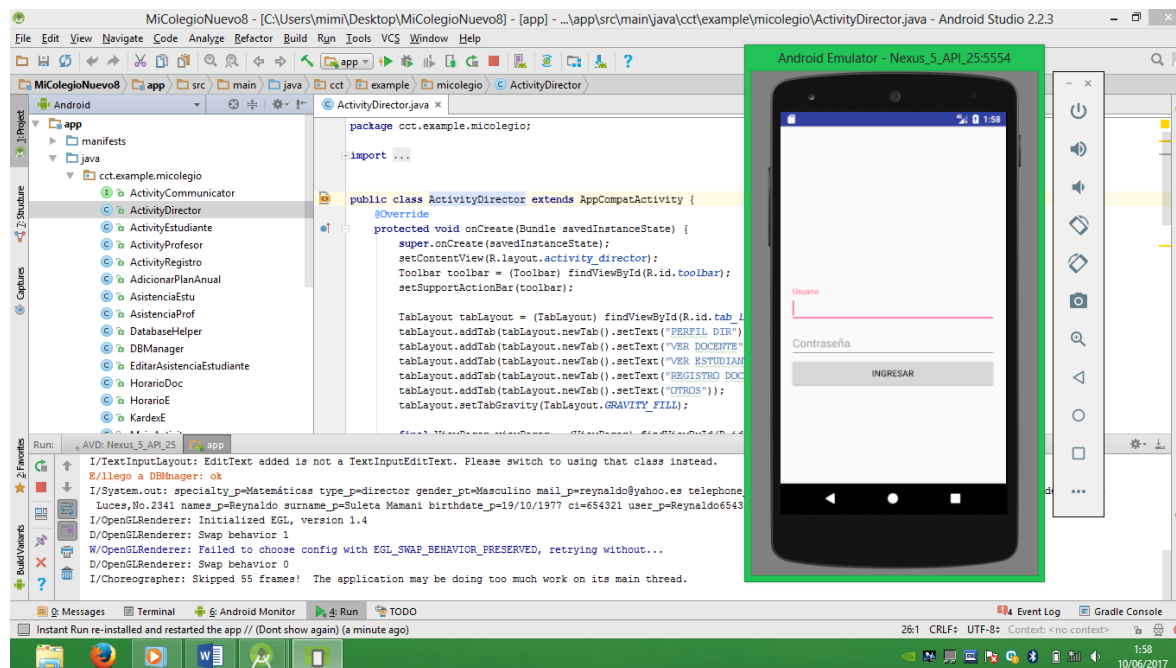 MiColegioNuevo8 - [C:\Users\mimi\Desktop\MiColegioNuevo8] - [app] - ...\app\src\main\java\cct\example\micolegio\ActivityDirector.java - Android Studio 2.2.3
File Edit View Navigate Code Analyze Refactor Build Run Tools VCS Window Help
app
MiColegioNuevo8 app src main java cct example micolegio ActivityDirector
Android
ActivityDirector.java
1: Project
7: Structure
Captures
2: Favorites
Build Variants
app
manifests
java
cct.example.micolegio
ActivityCommunicator
ActivityDirector
ActivityEstudiante
ActivityProfesor
ActivityRegistro
AdicionarPlanAnual
AsistenciaEstu
AsistenciaProf
DatabaseHelper
DBManager
EditarAsistenciaEstudiante
HorarioDoc
HorarioE
KardexE
package cct.example.micolegio;
import ...
public class ActivityDirector extends AppCompatActivity {
@Override
protected void onCreate(Bundle savedInstanceState) {
super.onCreate(savedInstanceState);
setContentView(R.layout.activity_director);
Toolbar toolbar = (Toolbar) findViewById(R.id.toolbar);
setSupportActionBar(toolbar);
TabLayout tabLayout = (TabLayout) findViewById(R.id.tab_
tabLayout.addTab(tabLayout.newTab().setText("PERFIL DIR")
tabLayout.addTab(tabLayout.newTab().setText("VER DOCENTE"
tabLayout.addTab(tabLayout.newTab().setText("VER ESTUDIAN
tabLayout.addTab(tabLayout.newTab().setText("REGISTRO DOC
tabLayout.addTab(tabLayout.newTab().setText("OTROS"));
tabLayout.setTabGravity(TabLayout.GRAVITY_FILL);
Android Emulator - Nexus_5_API_25:5554
1:58
Usuario
Contraseña
INGRESAR
Run: AVD: Nexus_5_API_25 app
I/TextInputLayout: EditText added is not a TextInputEditText. Please switch to using that class instead.
E/llego a DBMnager: ok
I/System.out: specialty_p=Matemáticas type_p=director gender_pt=Masculino mail_p=reynaldo@yahoo.es telephone_
Luces,No.2341 names_p=Reynaldo surname_p=Suleta Mamani birthdate_p=19/10/1977 ci=654321 user_p=Reynaldo6543
I/OpenGLRenderer: Initialized EGL, version 1.4
D/OpenGLRenderer: Swap behavior 1
W/OpenGLRenderer: Failed to choose config with EGL_SWAP_BEHAVIOR_PRESERVED, retrying without...
D/OpenGLRenderer: Swap behavior 0
I/Choreographer: Skipped 55 frames! The application may be doing too much work on its main thread.
0: Messages Terminal 6: Android Monitor 4: Run TODO 4 Event Log Gradle Console
Instant Run re-installed and restarted the app // (Dont show again) (a minute ago) 26:1 CRLF÷ UTF-8÷ Context: <no context>
1:58
10/06/2017